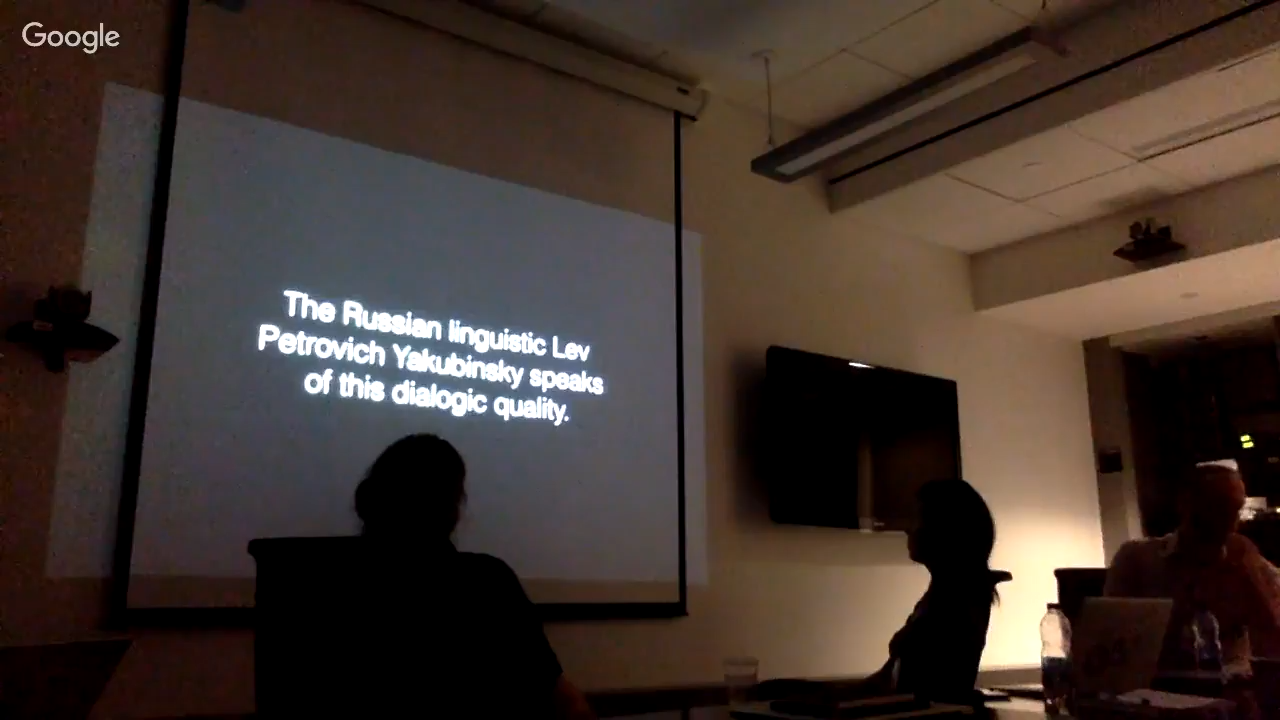 Google
The Russian linguistic Lev
Petrovich Yakubinsky speaks
of this dialogic quality.